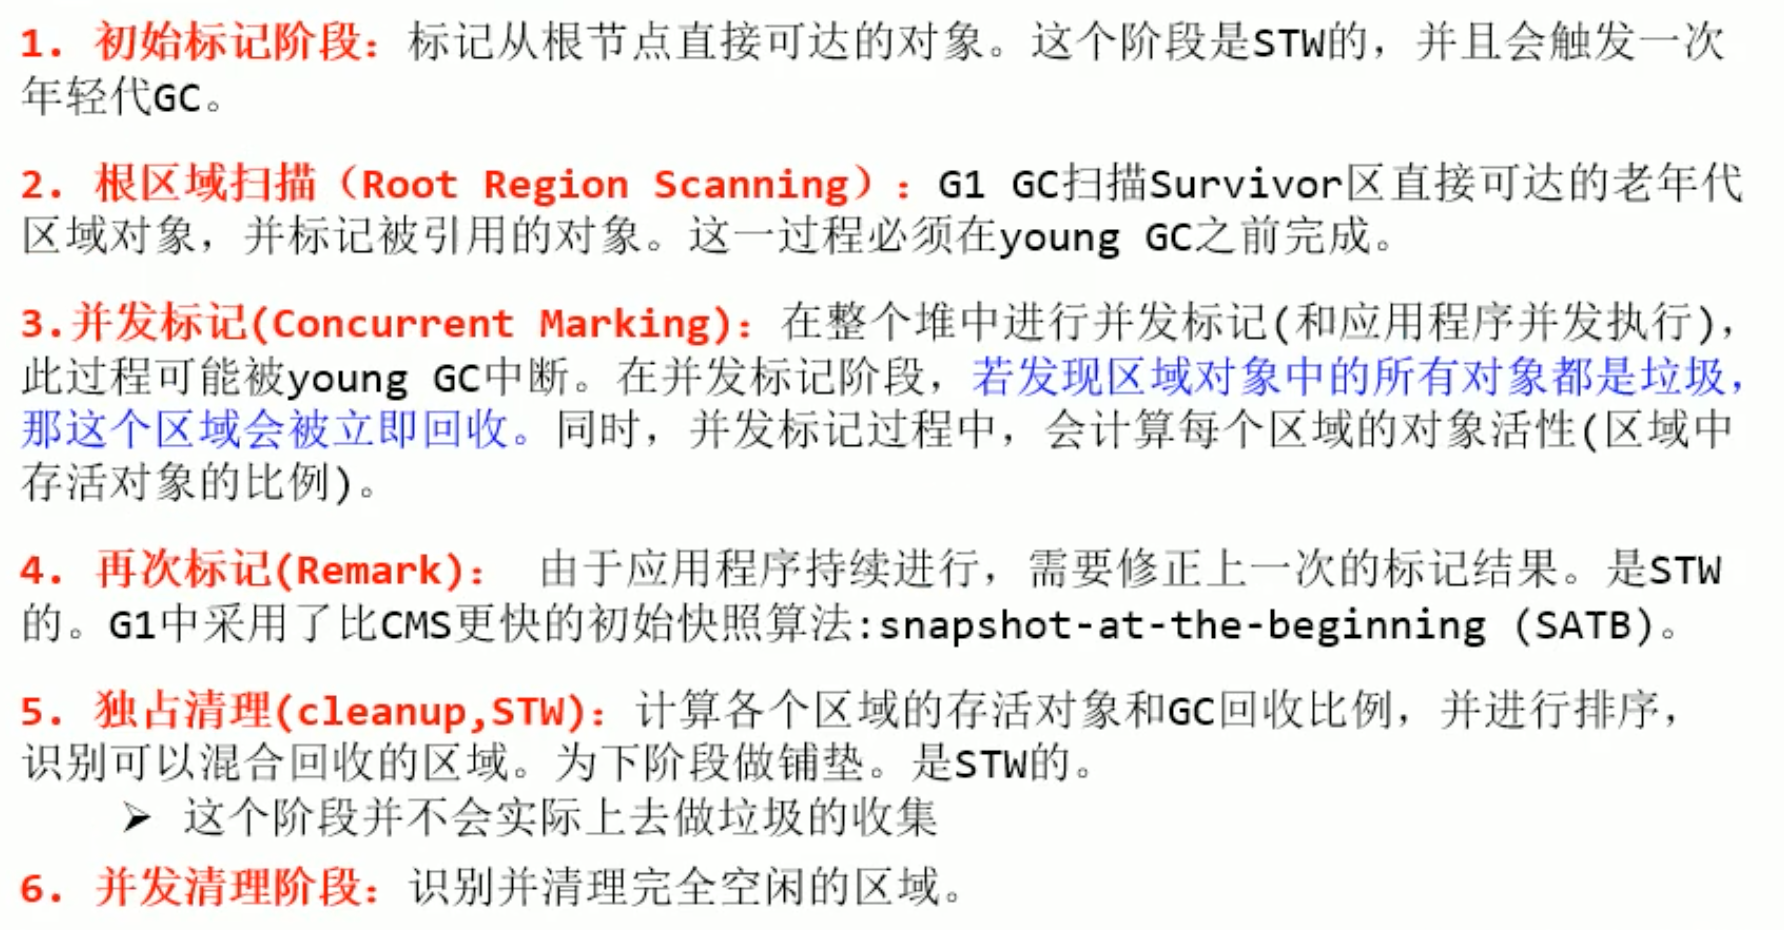 1. 初始标记阶段：标记从根节点直接可达的对象。这个阶段是STW的，并且会触发一次
年轻代GC。
2. 根区域扫描（Root Region Scanning）：G1 GC扫描Survivor区直接可达的老年代
区域对象，并标记被引用的对象。这一过程必须在young GC之前完成。
3.并发标记(Concurrent Marking)：在整个堆中进行并发标记(和应用程序并发执行)，
此过程可能被young GC中断。在并发标记阶段，若发现区域对象中的所有对象都是垃圾，
那这个区域会被立即回收。同时，并发标记过程中，会计算每个区域的对象活性(区域中
存活对象的比例)。
4. 再次标记(Remark)： 由于应用程序持续进行，需要修正上一次的标记结果。是STW
的。G1中采用了比CMS更快的初始快照算法:snapshot-at-the-beginning (SATB)。
5. 独占清理(cleanup,STW)：计算各个区域的存活对象和GC回收比例，并进行排序，
识别可以混合回收的区域。为下阶段做铺垫。是STW的。
➢ 这个阶段并不会实际上去做垃圾的收集
6. 并发清理阶段：识别并清理完全空闲的区域。